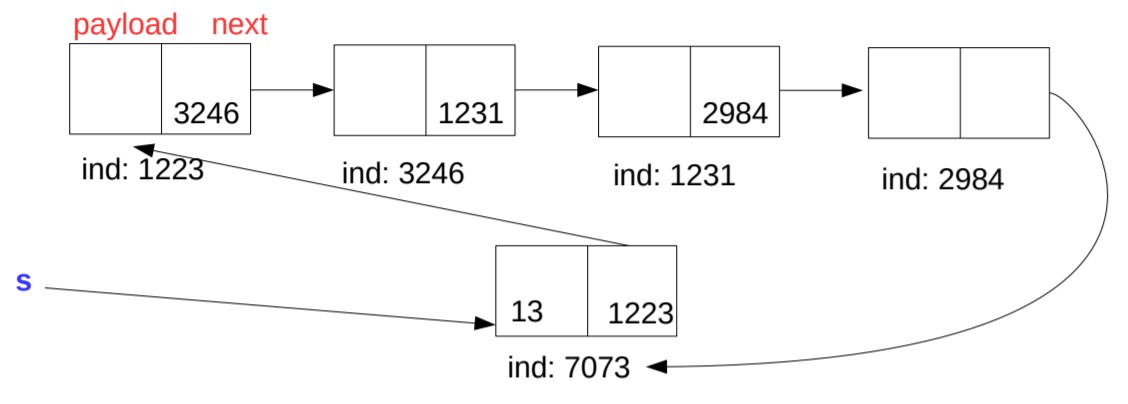 payload next
3246 1231 2984
ind: 1223 ind: 3246 ind: 1231 ind: 2984
s
13 1223
ind: 7073